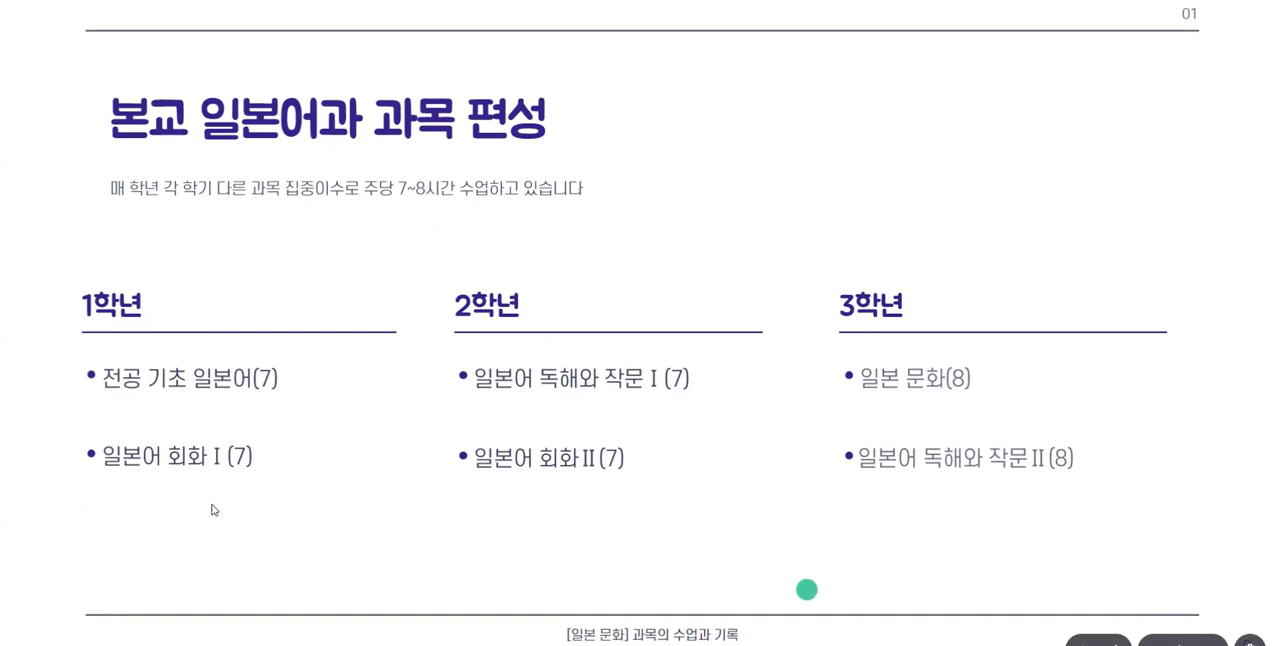 01
본교 일본어과 과목 편성
매 학년 각 학기 다른 과목 집중이수로 주당 7~8시간 수업하고 있습니다
1학년
• 전공 기초 일본어(7)
• 일본어 회화 Ⅰ (7)
2학년
• 일본어 독해와 작문 Ⅰ (7)
• 일본어 회화Ⅱ(7)
3학년
• 일본 문화(8)
• 일본어 독해와 작문Ⅱ(8)
[일본 문화] 과목의 수업과 기록